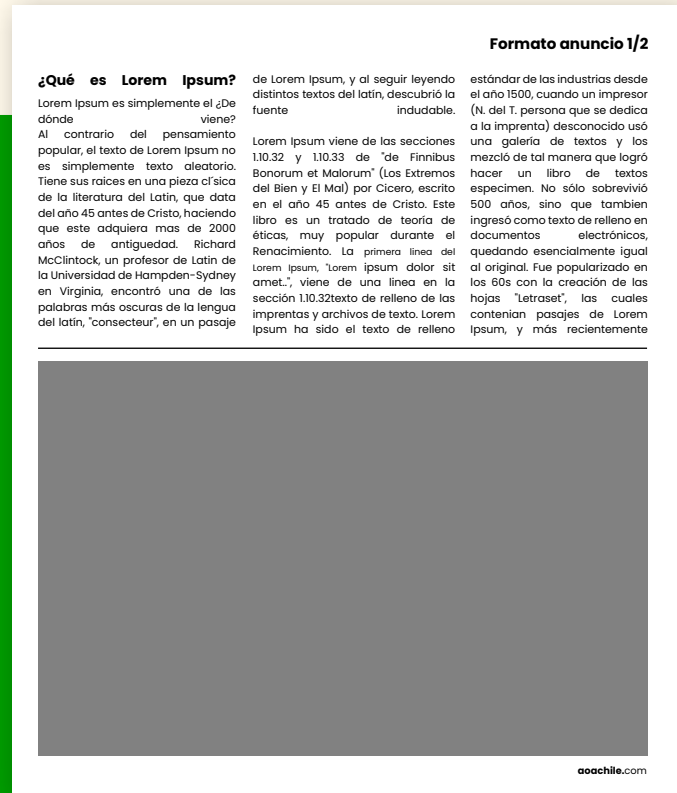 Formato anuncio 1/2
¿Qué es Lorem Ipsum?
Lorem Ipsum es simplemente el ¿De
dónde viene?
Al contrario del pensamiento
popular, el texto de Lorem Ipsum no
es simplemente texto aleatorio.
Tiene sus raices en una pieza cl´sica
de la literatura del Latin, que data
del año 45 antes de Cristo, haciendo
que este adquiera mas de 2000
años de antiguedad. Richard
McClintock, un profesor de Latin de
la Universidad de Hampden-Sydney
en Virginia, encontró una de las
palabras más oscuras de la lengua
del latín, "consecteur", en un pasaje
de Lorem Ipsum, y al seguir leyendo
distintos textos del latín, descubrió la
fuente indudable.
Lorem Ipsum viene de las secciones
1.10.32 y 1.10.33 de "de Finnibus
Bonorum et Malorum" (Los Extremos
del Bien y El Mal) por Cicero, escrito
en el año 45 antes de Cristo. Este
libro es un tratado de teoría de
éticas, muy popular durante el
Renacimiento. La primera linea del
Lorem Ipsum, "Lorem ipsum dolor sit
amet..", viene de una linea en la
sección 1.10.32texto de relleno de las
imprentas y archivos de texto. Lorem
Ipsum ha sido el texto de relleno
estándar de las industrias desde
el año 1500, cuando un impresor
(N. del T. persona que se dedica
a la imprenta) desconocido usó
una galería de textos y los
mezcló de tal manera que logró
hacer un libro de textos
especimen. No sólo sobrevivió
500 años, sino que tambien
ingresó como texto de relleno en
documentos electrónicos,
quedando esencialmente igual
al original. Fue popularizado en
los 60s con la creación de las
hojas "Letraset", las cuales
contenian pasajes de Lorem
Ipsum, y más recientemente
aoachile.com